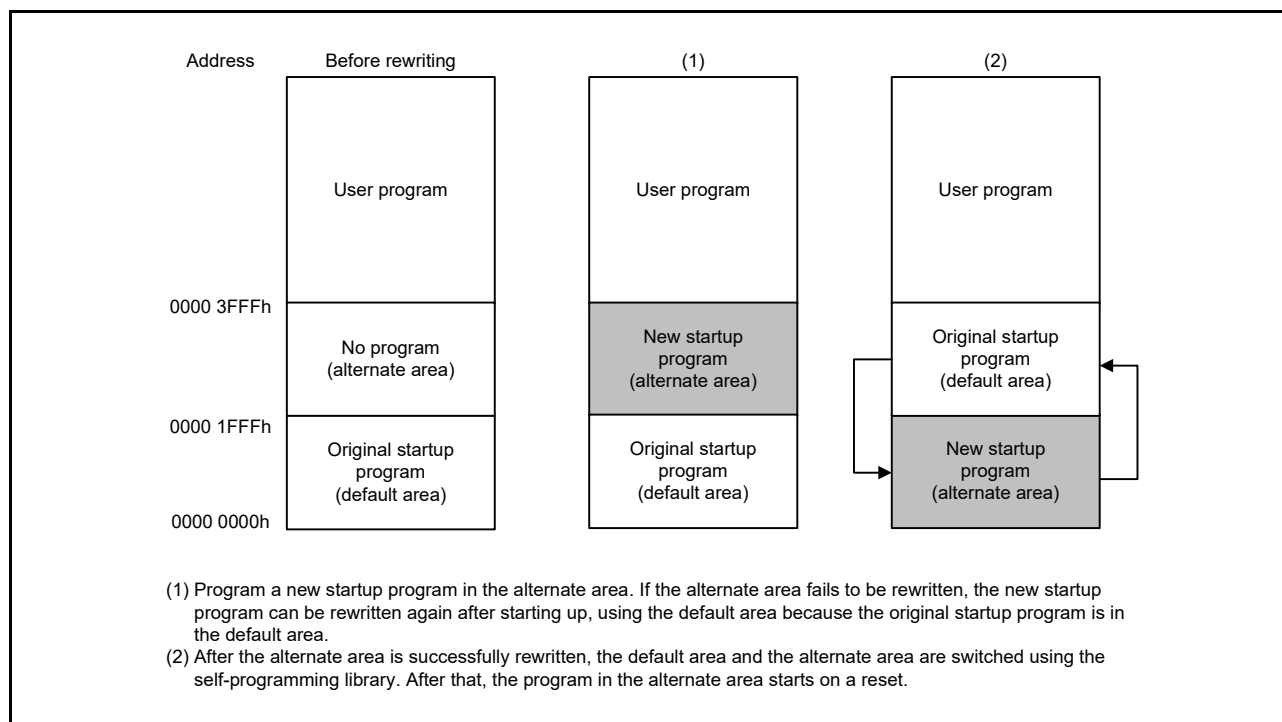 Address Before rewriting (1) (2)
User program User program User program
0000 3FFFh
No program
(alternate area)
New startup
program
(alternate area)
Original startup
program
(default area)
0000 1FFFh
Original startup
program
(default area)
Original startup
program
(default area)
New startup
program
(alternate area)
0000 0000h
(1) Program a new startup program in the alternate area. If the alternate area fails to be rewritten, the new startup
program can be rewritten again after starting up, using the default area because the original startup program is in
the default area.
(2) After the alternate area is successfully rewritten, the default area and the alternate area are switched using the
self-programming library. After that, the program in the alternate area starts on a reset.